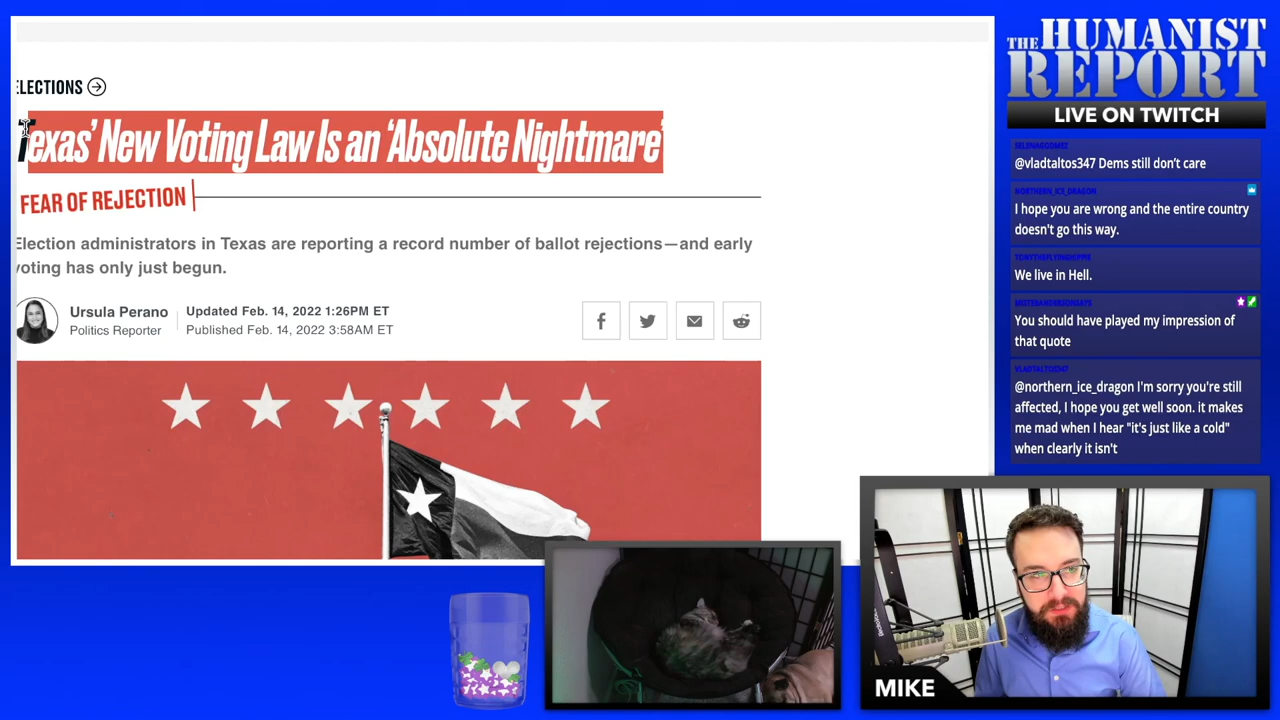 ELECTIONS
Texas' New Voting Law Is an 'Absolute Nightmare'
FEAR OF REJECTION
Election administrators in Texas are reporting a record number of ballot rejections—and early
voting has only just begun.
Ursula Perano
Politics Reporter
Updated Feb. 14, 2022 1:26PM ET
Published Feb. 14, 2022 3:58AM ET
THE HUMANIST
REPORT
LIVE ON TWITCH
SELENAGCOMEZ
@vladtaltos347 Dems still don't care
NORTHERN_ICE_DRAGON
I hope you are wrong and the entire country
doesn't go this way.
TONYTHEFLYINGHIPPIE
We live in Hell.
MISTERANDERSONSAYS
You should have played my impression of
that quote
VLADTALTOS347
@northern_ice_dragon I'm sorry you're still
affected, I hope you get well soon. it makes
me mad when I hear "it's just like a cold"
when clearly it isn't
MIKE